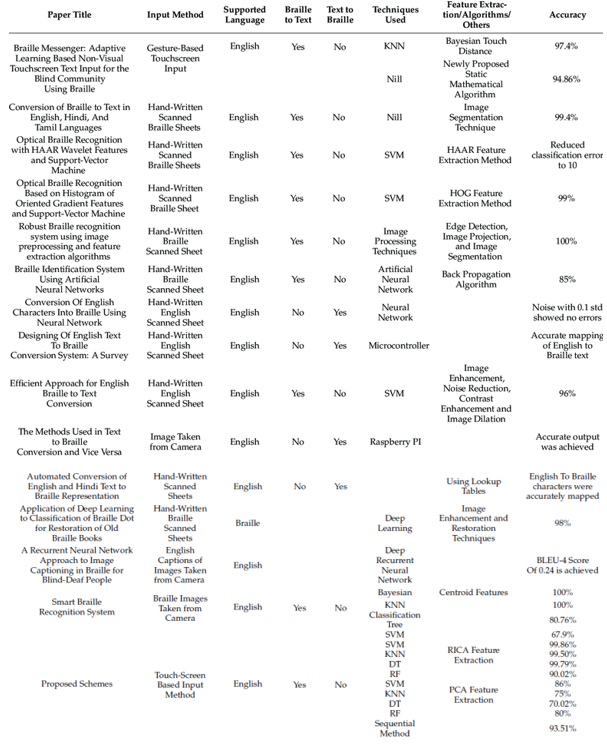 Paper Title Input Method Supported Language Braille to Text Text to Braille Techniques Used Feature Extraction/Algorithms/Others Accuracy
Braille Messenger: Adaptive Learning Based Non-Visual Touchscreen Text Input for the Blind Community Using Braille Gesture-Based Touchscreen Input English Yes No KNN Bayesian Touch Distance 97.4%
Nill Newly Proposed Static Mathematical Algorithm 94.86%
Conversion of Braille to Text in English, Hindi, And Tamil Languages Hand-Written Scanned Braille Sheets English Yes No Nill Image Segmentation Technique 99.4%
Optical Braille Recognition with HAAR Wavelet Features and Support-Vector Machine Hand-Written Scanned Braille Sheets English Yes No SVM HAAR Feature Extraction Method Reduced classification error to 10
Optical Braille Recognition Based on Histogram of Oriented Gradient Features and Support-Vector Machine Hand-Written Scanned Braille Sheet English Yes No SVM HOG Feature Extraction Method 99%
Robust Braille recognition system using image preprocessing and feature extraction algorithms Hand-Written Braille Scanned Sheet English Yes No Image Processing Techniques Edge Detection, Image Projection, and Image Segmentation 100%
Braille Identification System Using Artificial Neural Networks Hand-Written Braille Scanned Sheet English Yes No Artificial Neural Network Back Propagation Algorithm 85%
Conversion Of English Characters Into Braille Using Neural Network Hand-Written English Scanned Sheet English No Yes Neural Network Noise with 0.1 std showed no errors
Designing Of English Text To Braille Conversion System: A Survey Hand-Written English Scanned Sheet English No Yes Microcontroller Accurate mapping of English to Braille text
Efficient Approach for English Braille to Text Conversion Hand-Written English Scanned Sheet English Yes No SVM Image Enhancement, Noise Reduction, Contrast Enhancement and Image Dilation 96%
The Methods Used in Text to Braille Conversion and Vice Versa Image Taken from Camera English No Yes Raspberry PI Accurate output was achieved
Automated Conversion of English and Hindi Text to Braille Representation Hand-Written Scanned Sheets English No Yes Using Lookup Tables English To Braille characters were accurately mapped
Application of Deep Learning to Classification of Braille Dot for Restoration of Old Braille Books Hand-Written Braille Scanned Sheets Braille Deep Learning Image Enhancement and Restoration Techniques 98%
A Recurrent Neural Network Approach to Image Captioning in Braille for Blind-Deaf People English Captions of Images Taken from Camera English Deep Recurrent Neural Network BLEU-4 Score Of 0.24 is achieved
Smart Braille Recognition System Braille Images Taken from Camera English Yes No Bayesian Centroid Features 100%
KNN 100%
Classification Tree 80.76%
SVM 67.9%
Proposed Schemes Touch-Screen Based Input Method English Yes No SVM RICA Feature Extraction 99.86%
KNN 99.50%
DT 99.79%
RF 90.02%
SVM PCA Feature Extraction 86%
KNN 75%
DT 70.02%
RF 80%
Sequential Method 93.51%